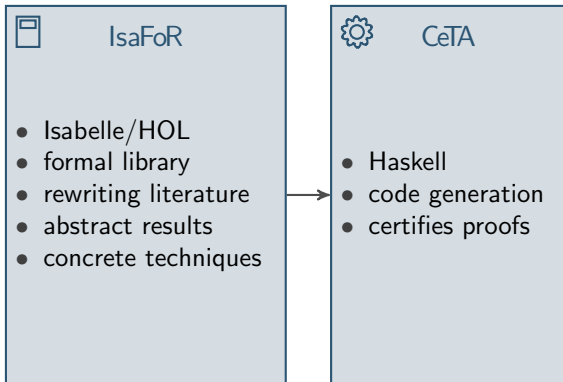 IsaFoR
• Isabelle/HOL
• formal library
• rewriting literature
• abstract results
• concrete techniques
CeTA
• Haskell
• code generation
• certifies proofs